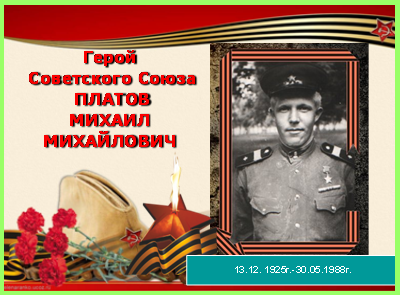 Герой
Советского Союза
ПЛАТОВ
МИХАИЛ
МИХАЙЛОВИЧ
13.12. 1925г.-30.05.1988г.